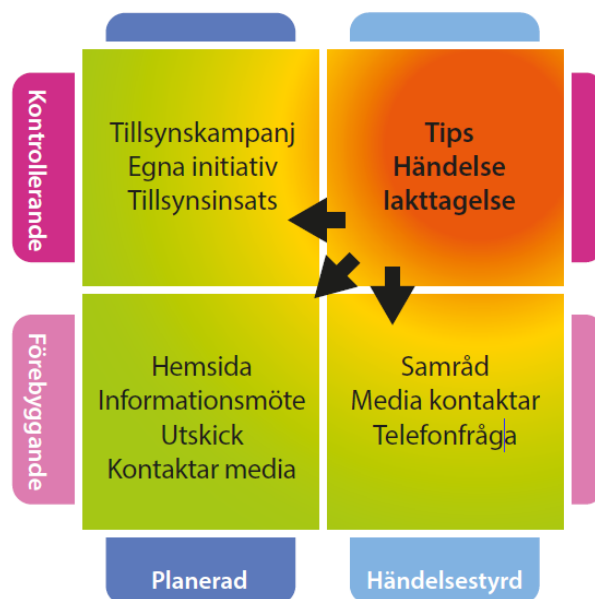 Kontrollerande
Tillsynskampanj
Egna initiativ
Tillsynsinsats
Tips
Händelse
Iakttagelse
Förebyggande
Hemsida
Informationsmöte
Utskick
Kontaktar media
Samråd
Media kontaktar
Telefonfråga
Planerad
Händelsestyrd